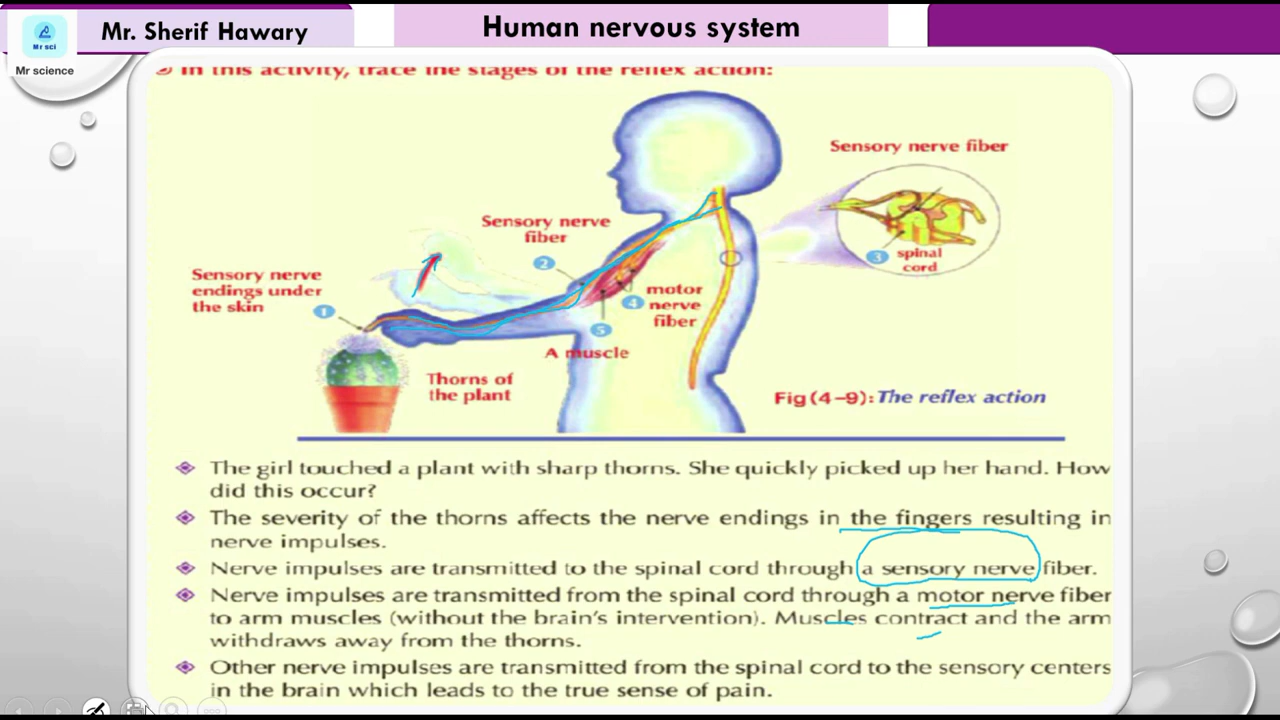 Mr. Sherif Hawary
Human nervous system
Mr sci
Mr science
In this activity, trace the stages of the reflex action:
Sensory nerve fiber
Sensory nerve
fiber
2
3
spinal
cord
Sensory nerve
endings under
the skin
1
motor
nerve
fiber
4
5
A muscle
Thorns of
the plant
Fig (4-9): The reflex action
The girl touched a plant with sharp thorns. She quickly picked up her hand. How
did this occur?
The severity of the thorns affects the nerve endings in the fingers resulting in
nerve impulses.
Nerve impulses are transmitted to the spinal cord through a sensory nerve fiber.
Nerve impulses are transmitted from the spinal cord through a motor nerve fiber
to arm muscles (without the brain's intervention). Muscles contract and the arm
withdraws away from the thorns.
Other nerve impulses are transmitted from the spinal cord to the sensory centers
in the brain which leads to the true sense of pain.